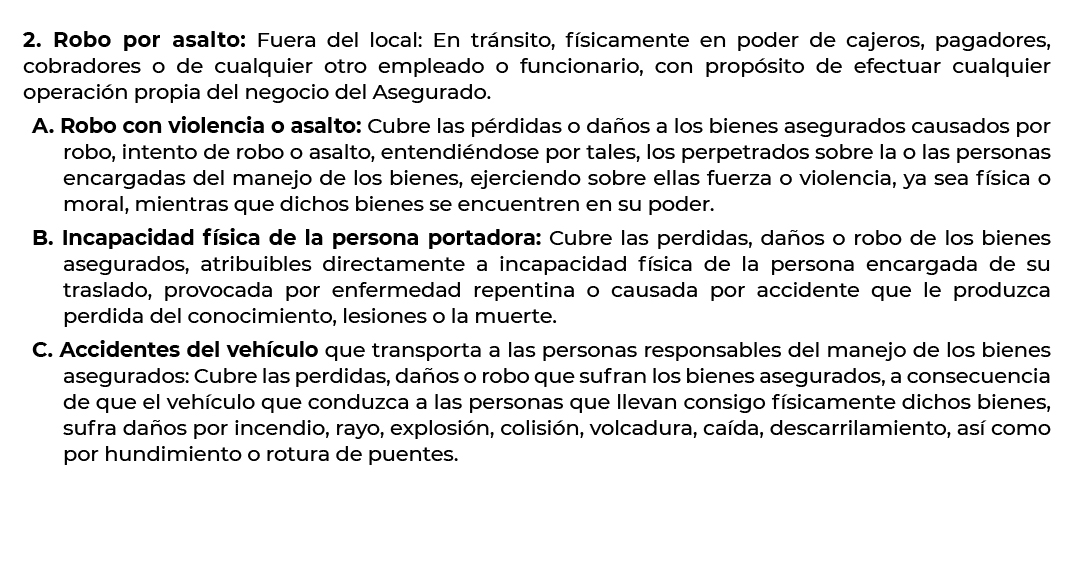 2. Robo por asalto: Fuera del local: En tránsito, físicamente en poder de cajeros, pagadores,
cobradores o de cualquier otro empleado o funcionario, con propósito de efectuar cualquier
operación propia del negocio del Asegurado.
A. Robo con violencia o asalto: Cubre las pérdidas o daños a los bienes asegurados causados por
robo, intento de robo o asalto, entendiéndose por tales, los perpetrados sobre la o las personas
encargadas del manejo de los bienes, ejerciendo sobre ellas fuerza o violencia, ya sea física o
moral, mientras que dichos bienes se encuentren en su poder.
B. Incapacidad física de la persona portadora: Cubre las perdidas, daños o robo de los bienes
asegurados, atribuibles directamente a incapacidad física de la persona encargada de su
traslado, provocada por enfermedad repentina o causada por accidente que le produzca
perdida del conocimiento, lesiones o la muerte.
C. Accidentes del vehículo que transporta a las personas responsables del manejo de los bienes
asegurados: Cubre las perdidas, daños o robo que sufran los bienes asegurados, a consecuencia
de que el vehículo que conduzca a las personas que llevan consigo físicamente dichos bienes,
sufra daños por incendio, rayo, explosión, colisión, volcadura, caída, descarrilamiento, así como
por hundimiento o rotura de puentes.